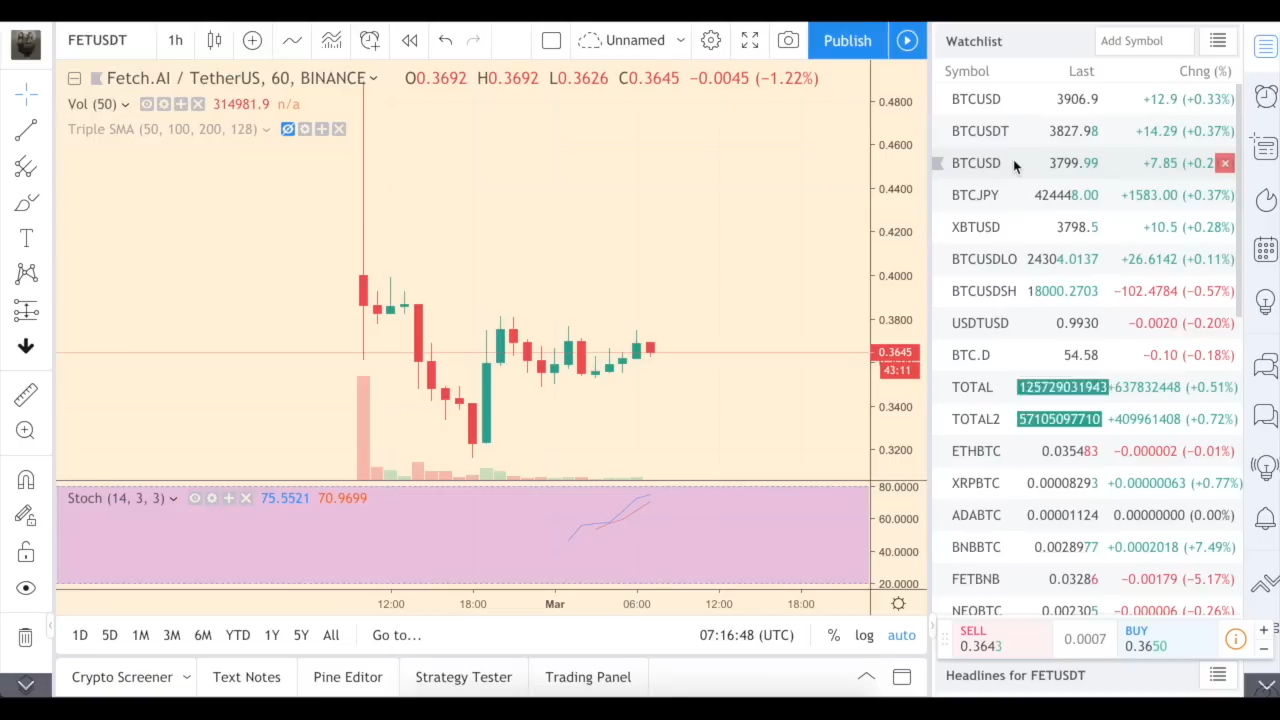 FETUSDT 1h Unnamed Publish
Fetch.AI / TetherUS, 60, BINANCE O0.3692 H0.3692 L0.3626 C0.3645 −0.0045 (−1.22%)
Vol (50) 314981.9 n/a
Triple SMA (50, 100, 200, 128)
0.4800
0.4600
0.4400
0.4200
0.4000
0.3800
0.3645
43:11
0.3400
0.3200
Stoch (14, 3, 3) 75.5521 70.9699
80.0000
60.0000
40.0000
20.0000
12:00 18:00 Mar 06:00 12:00 18:00
1D 5D 1M 3M 6M YTD 1Y 5Y All Go to... 07:16:48 (UTC) % log auto
Crypto Screener Text Notes Pine Editor Strategy Tester Trading Panel
Watchlist Add Symbol
Symbol Last Chng (%)
BTCUSD 3906.9 +12.9 (+0.33%)
BTCUSDT 3827.98 +14.29 (+0.37%)
BTCUSD 3799.99 +7.85 (+0.2
BTCJPY 424448.00 +1583.00 (+0.37%)
XBTUSD 3798.5 +10.5 (+0.28%)
BTCUSDLO 24304.0137 +26.6142 (+0.11%)
BTCUSDSH 18000.2703 −102.4784 (−0.57%)
USDTUSD 0.9930 −0.0020 (−0.20%)
BTC.D 54.58 −0.10 (−0.18%)
TOTAL 125729031943 +637832448 (+0.51%)
TOTAL2 57105097710 +409961408 (+0.72%)
ETHBTC 0.035483 −0.000002 (−0.01%)
XRPBTC 0.00008293 +0.00000063 (+0.77%)
ADABTC 0.00001124 0.00000000 (0.00%)
BNBBTC 0.0028977 +0.0002018 (+7.49%)
FETBNB 0.03286 −0.00179 (−5.17%)
NEOBTC 0.002305 −0.000006 (−0.26%)
SELL 0.0007 BUY
0.3643 0.3650
Headlines for FETUSDT